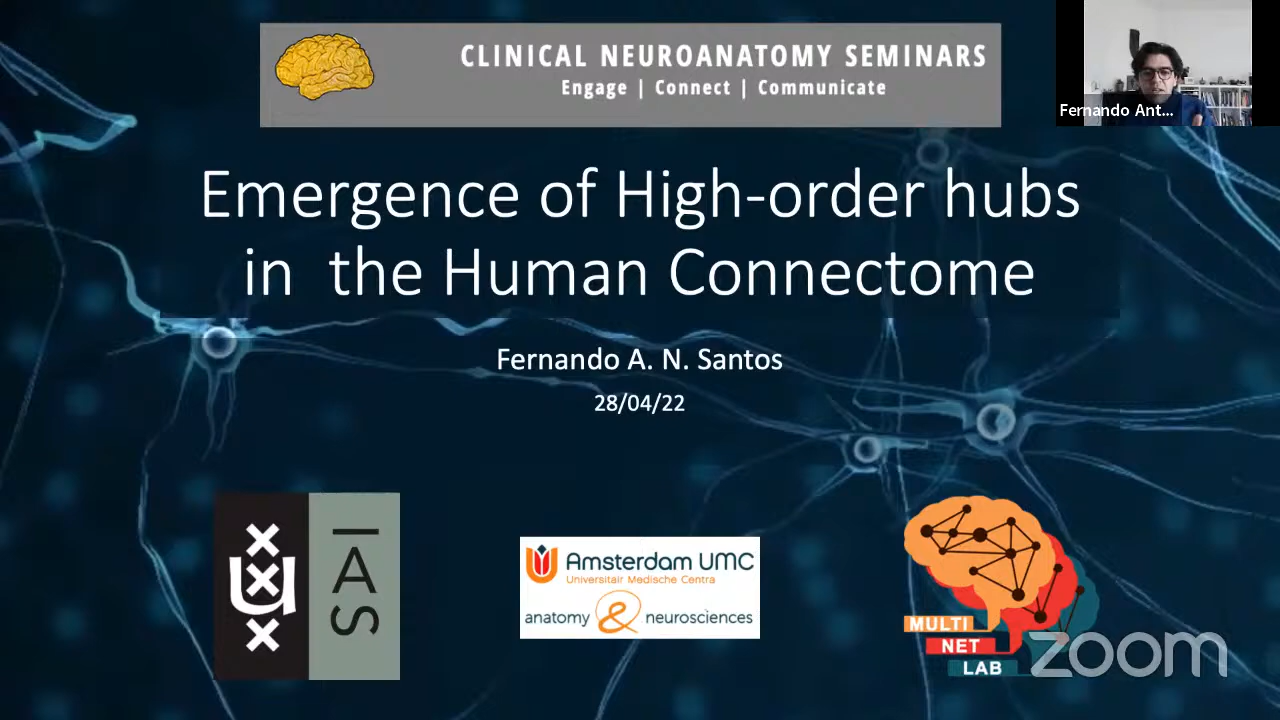 CLINICAL NEUROANATOMY SEMINARS
Engage | Connect | Communicate
Fernando Ant...
Emergence of High-order hubs
in the Human Connectome
Fernando A. N. Santos
28/04/22
IAS
Amsterdam UMC
Universitair Medische Centra
anatomy & neurosciences
MULTI
NET
LAB
zoom